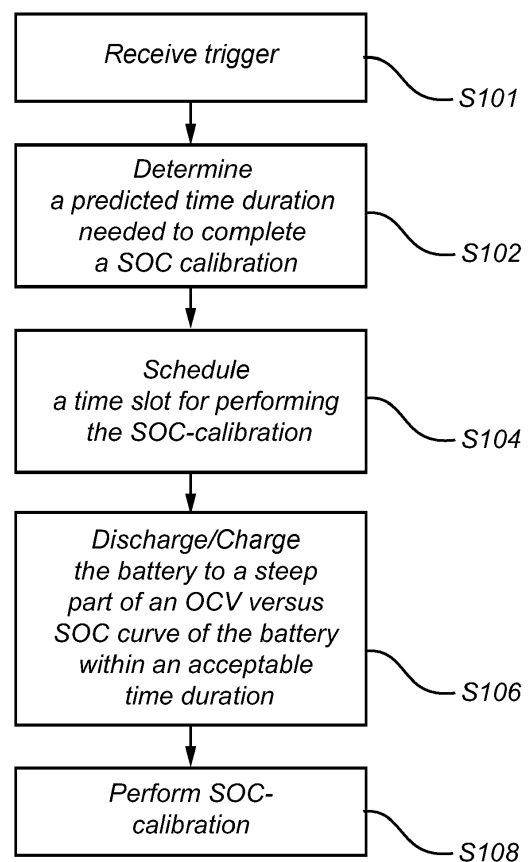 Receive trigger
S101
Determine
a predicted time duration
needed to complete
a SOC calibration
S102
Schedule
a time slot for performing
the SOC-calibration
S104
Discharge/Charge
the battery to a steep
part of an OCV versus
SOC curve of the battery
within an acceptable
time duration
S106
Perform SOC-
calibration
S108